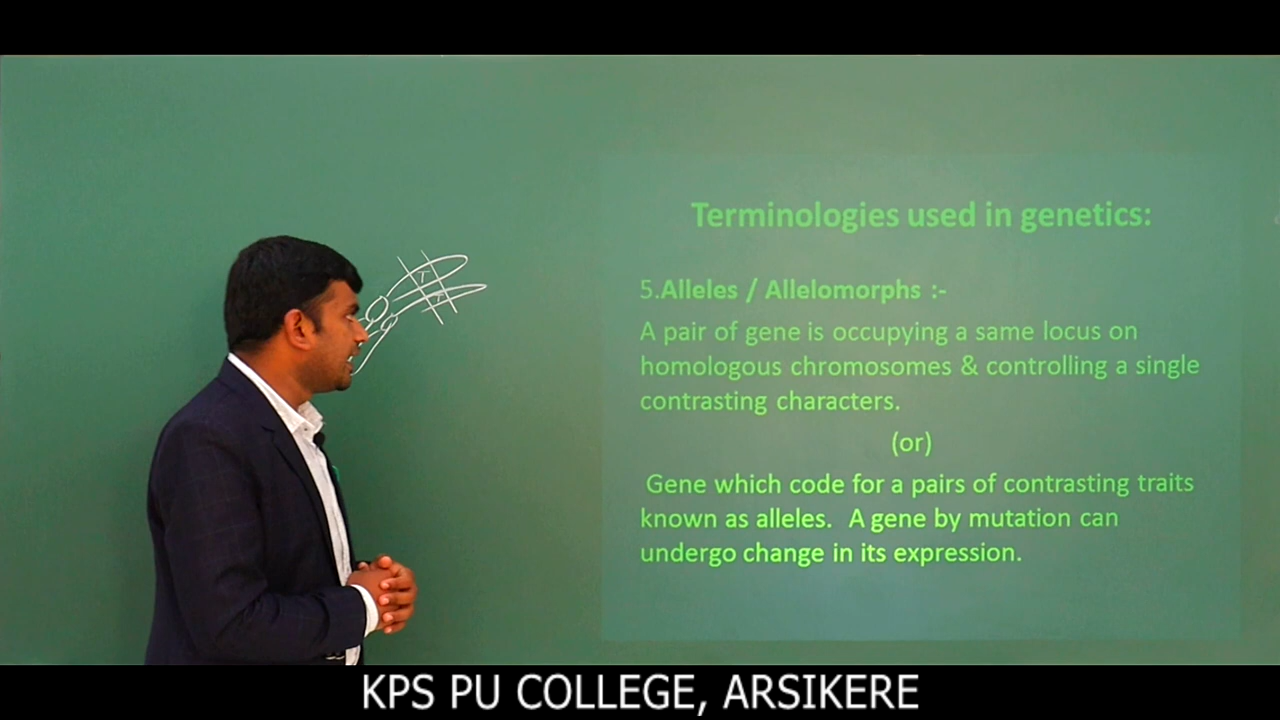 Terminologies used in genetics:
5.Alleles / Allelomorphs :-
A pair of gene is occupying a same locus on
homologous chromosomes & controlling a single
contrasting characters.
(or)
Gene which code for a pairs of contrasting traits
known as alleles. A gene by mutation can
undergo change in its expression.
T
T
KPS PU COLLEGE, ARSIKERE